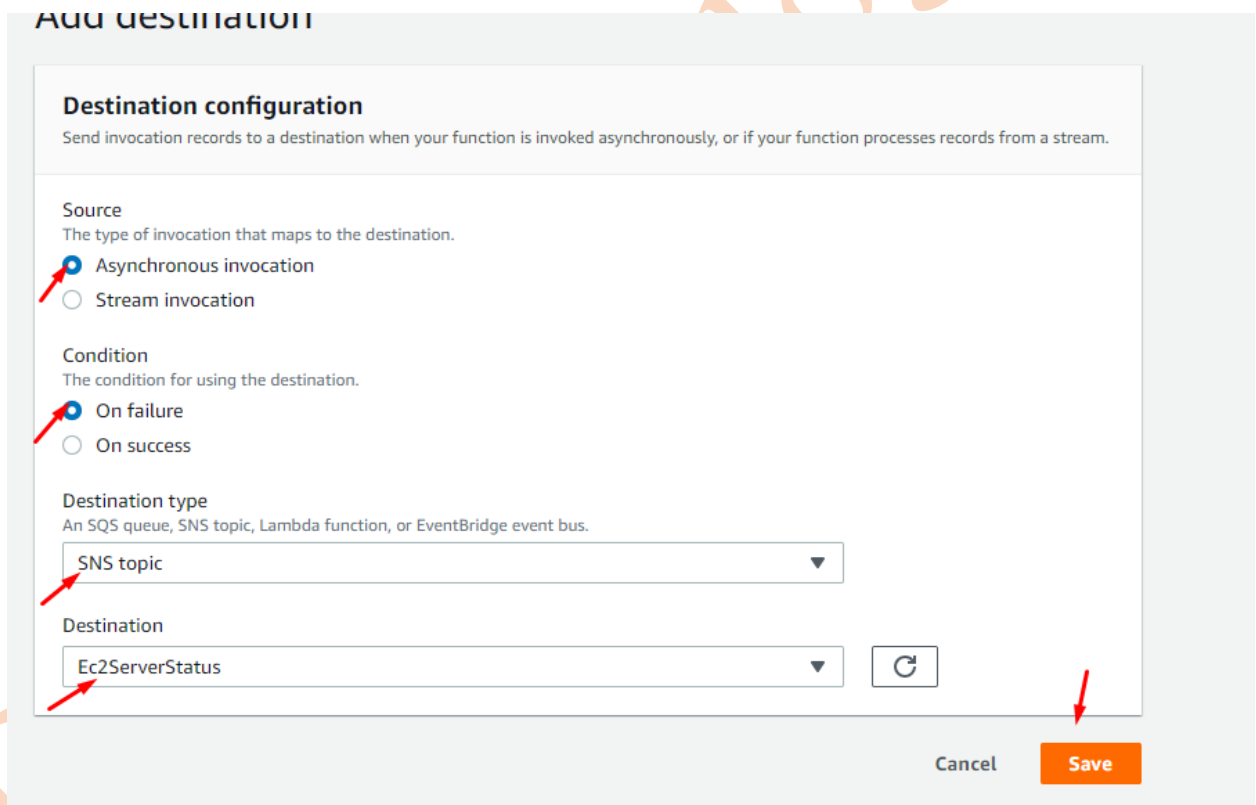 Add destination
Destination configuration
Send invocation records to a destination when your function is invoked asynchronously, or if your function processes records from a stream.
Source
The type of invocation that maps to the destination.
Asynchronous invocation
Stream invocation
Condition
The condition for using the destination.
On failure
On success
Destination type
An SQS queue, SNS topic, Lambda function, or EventBridge event bus.
SNS topic
Destination
Ec2ServerStatus
Cancel
Save